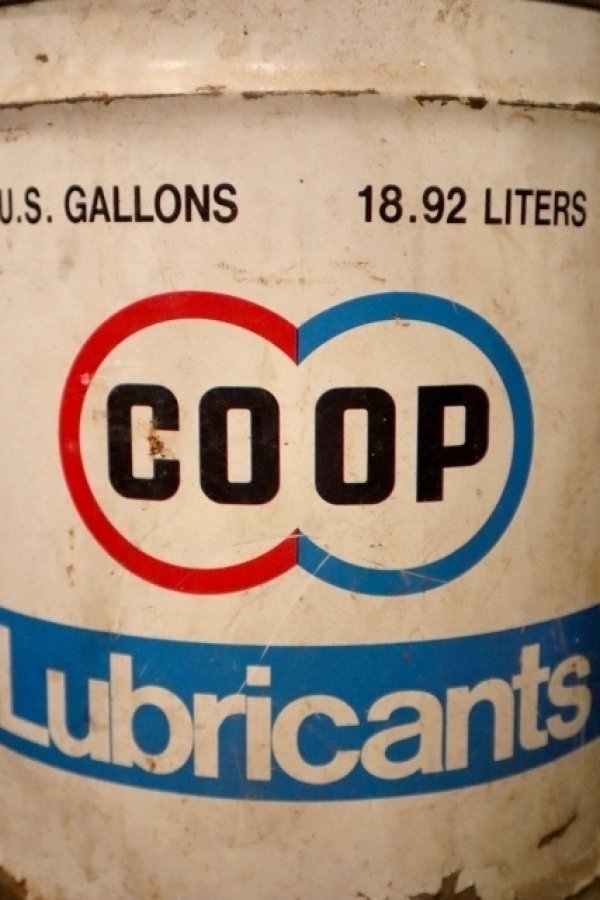 U.S. GALLONS 18.92 LITERS
COOP
Lubricants